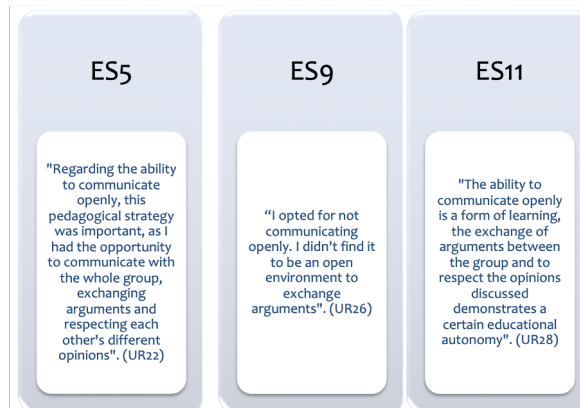 ES5
"Regarding the ability
to communicate
openly, this
pedagogical strategy
was important, as I
had the opportunity
to communicate with
the whole group,
exchanging
arguments and
respecting each
other's different
opinions". (UR22)
ES9
“I opted for not
communicating
openly. I didn't find it
to be an open
environment to
exchange
arguments". (UR26)
ES11
"The ability to
communicate openly
is a form of learning,
the exchange of
arguments between
the group and to
respect the opinions
discussed
demonstrates a
certain educational
autonomy". (UR28)